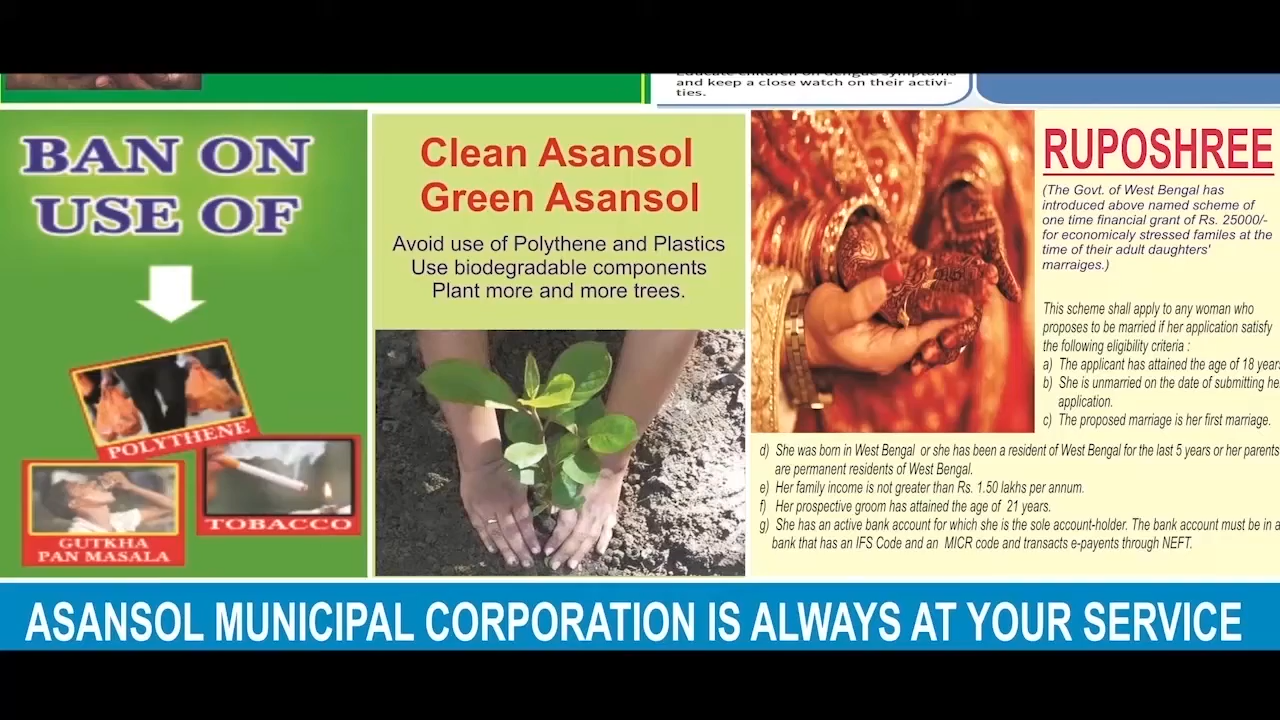 Educate children on dengue symptoms
and keep a close watch on their activi-
ties.
BAN ON
USE OF
POLYTHENE
TOBACCO
GUTKHA
PAN MASALA
Clean Asansol
Green Asansol
Avoid use of Polythene and Plastics
Use biodegradable components
Plant more and more trees.
RUPOSHREE
(The Govt. of West Bengal has
introduced above named scheme of
one time financial grant of Rs. 25000/-
for economicaly stressed familes at the
time of their adult daughters'
marraiges.)
This scheme shall apply to any woman who
proposes to be married if her application satisfy
the following eligibility criteria :
a) The applicant has attained the age of 18 years
b) She is unmarried on the date of submitting he
application.
c) The proposed marriage is her first marriage.
d) She was born in West Bengal or she has been a resident of West Bengal for the last 5 years or her parents
are permanent residents of West Bengal.
e) Her family income is not greater than Rs. 1.50 lakhs per annum.
f) Her prospective groom has attained the age of 21 years.
g) She has an active bank account for which she is the sole account-holder. The bank account must be in a
bank that has an IFS Code and an MICR code and transacts e-payents through NEFT.
ASANSOL MUNICIPAL CORPORATION IS ALWAYS AT YOUR SERVICE